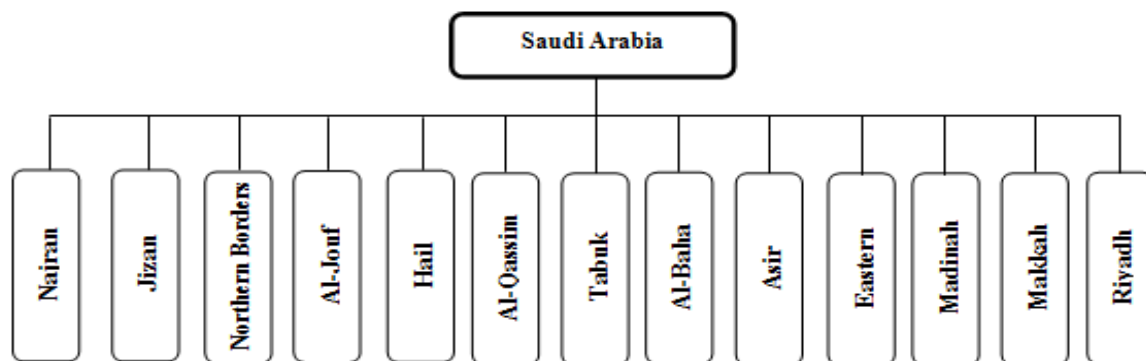 Saudi Arabia
Najran
Jizan
Northern Borders
Al-Jouf
Hail
Al-Qassim
Tabuk
Al-Baha
Asir
Eastern
Madinah
Makkah
Riyadh